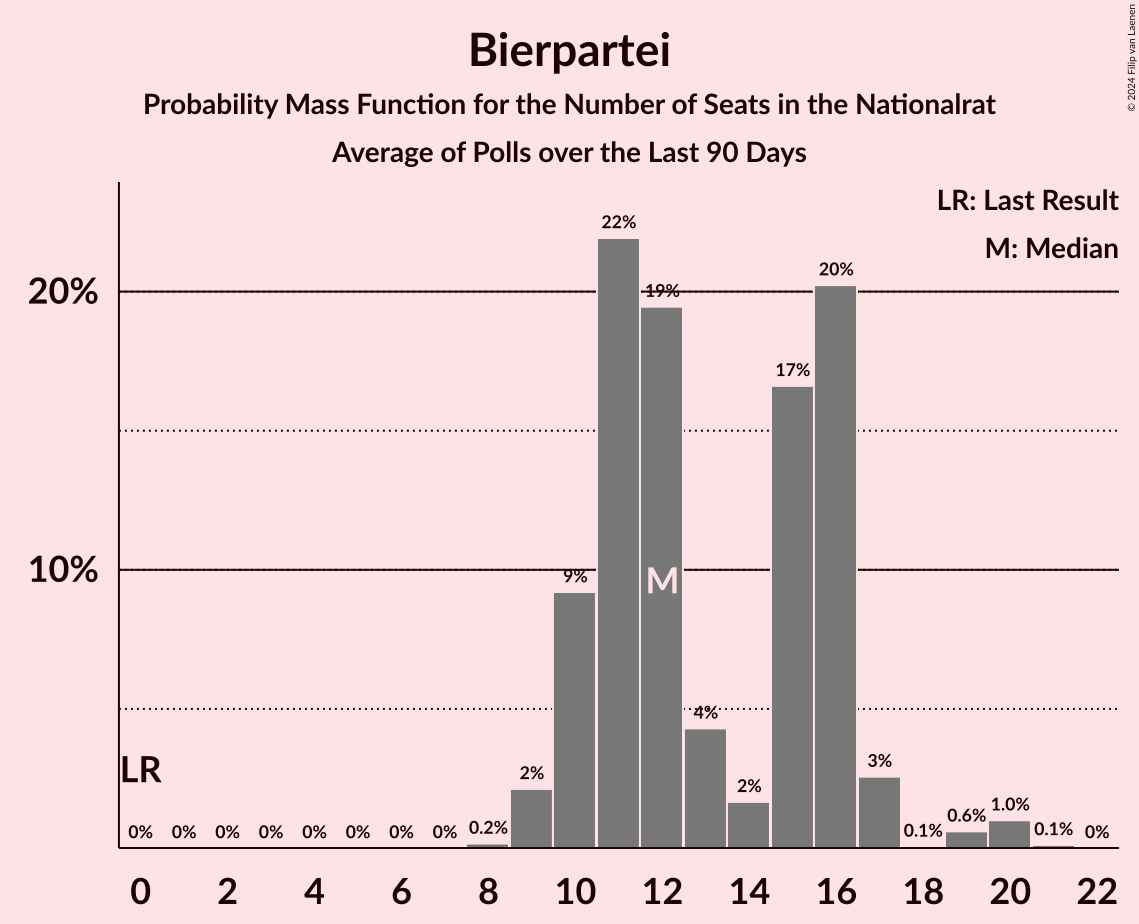 Bierpartei
Probability Mass Function for the Number of Seats in the Nationalrat
Average of Polls over the Last 90 Days
© 2024 Filip van Laenen
LR: Last Result
M: Median
20%
10%
LR
M
0% 0% 0% 0% 0% 0% 0% 0% 0.2% 2% 9% 22% 19% 4% 2% 17% 20% 3% 0.1% 0.6% 1.0% 0.1% 0%
0 2 4 6 8 10 12 14 16 18 20 22